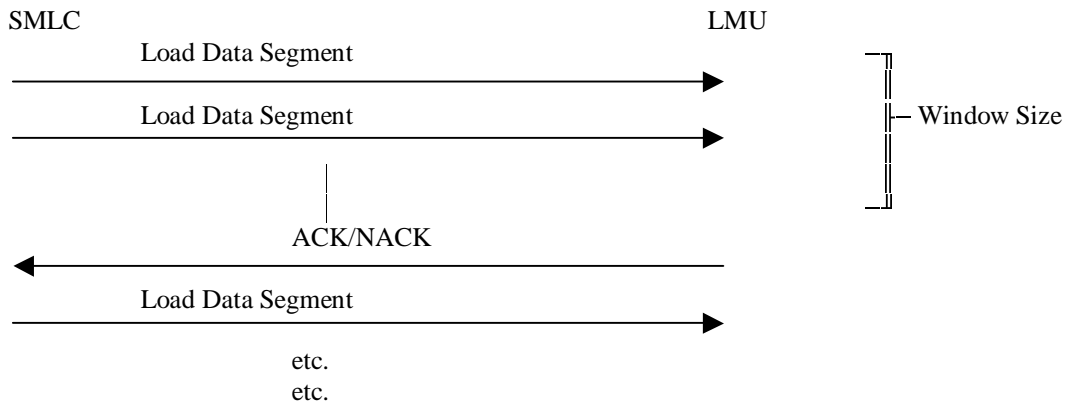 SMLC LMU
Load Data Segment
Load Data Segment
Window Size
ACK/NACK
Load Data Segment
etc.
etc.